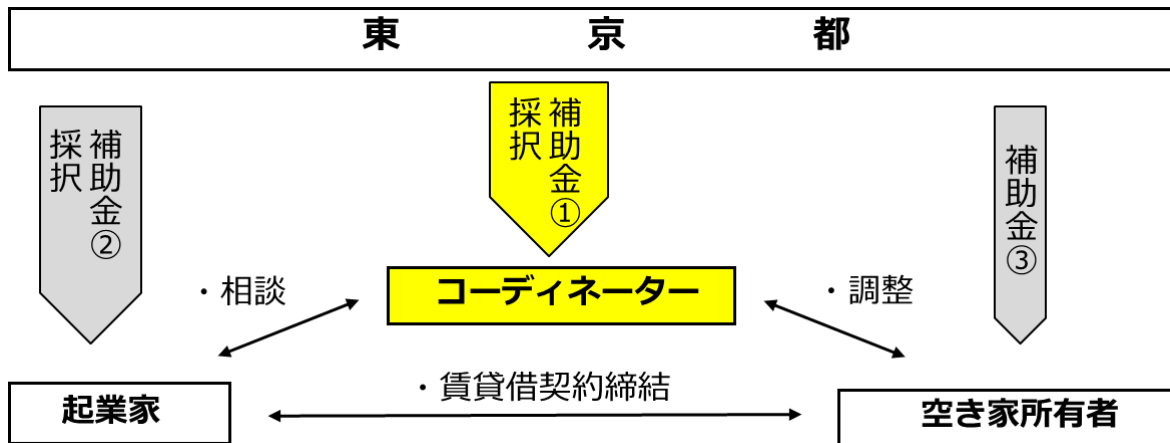 東京都
補助金②
採択
補助金①
採択
補助金③
・相談
コーディネーター
・調整
・賃貸借契約締結
起業家
空き家所有者